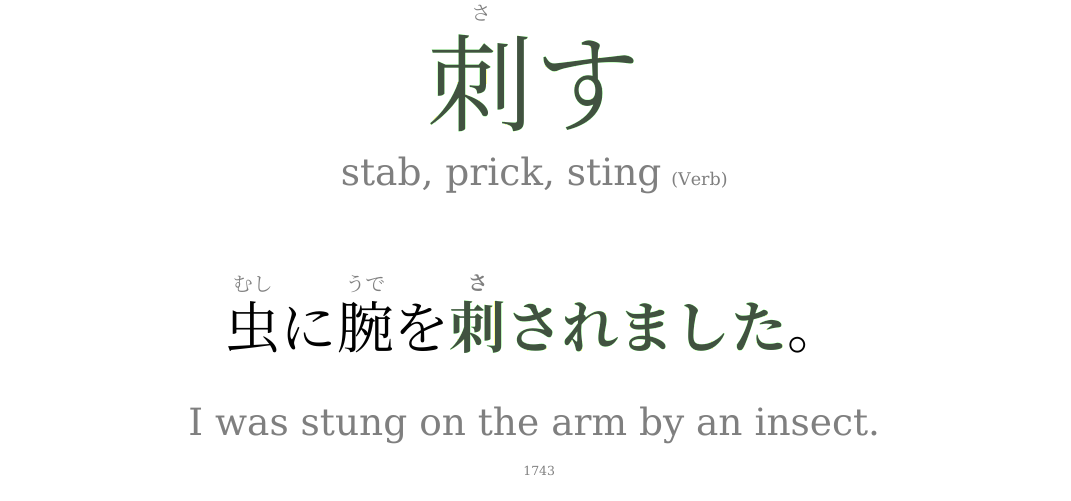 さ
刺す
stab, prick, sting (Verb)
むし うで さ
虫に腕を刺されました。
I was stung on the arm by an insect.
1743